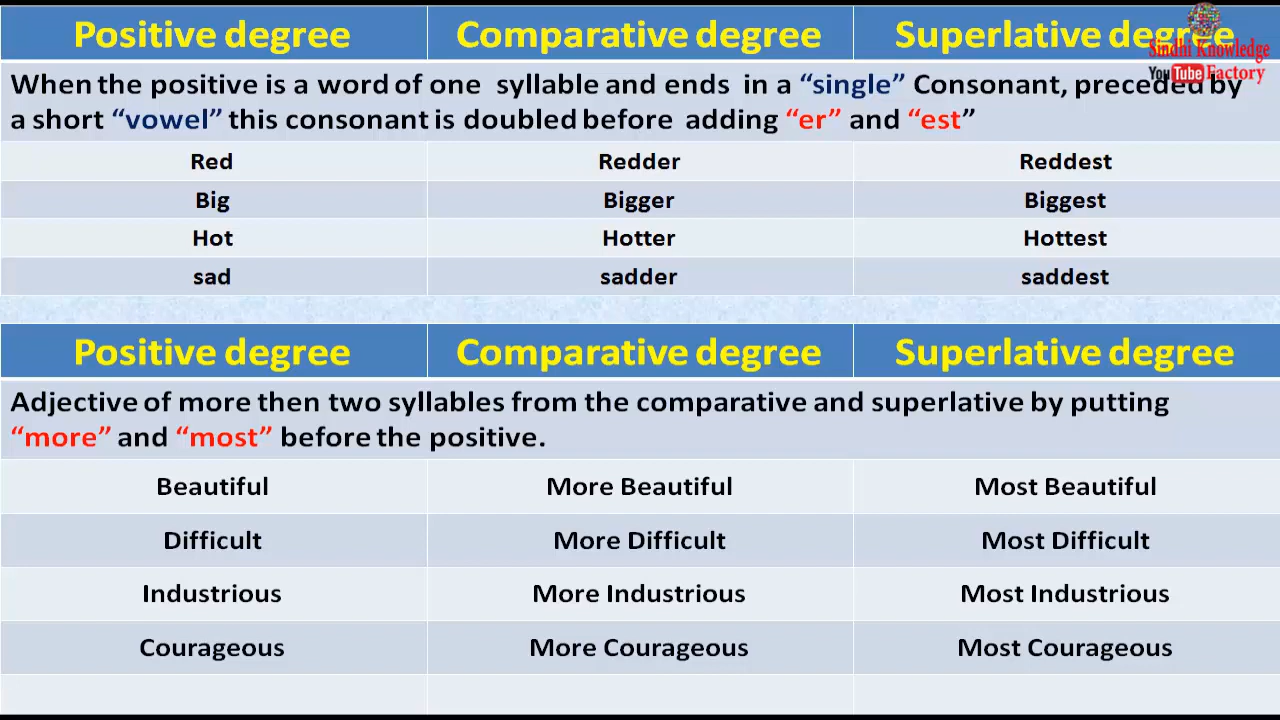 Positive degree Comparative degree Superlative degree
Sindhi Knowledge
YouTube Factory
When the positive is a word of one syllable and ends in a “single” Consonant, preceded by
a short “vowel” this consonant is doubled before adding “er” and “est”
Red Redder Reddest
Big Bigger Biggest
Hot Hotter Hottest
sad sadder saddest
Positive degree Comparative degree Superlative degree
Adjective of more then two syllables from the comparative and superlative by putting
“more” and “most” before the positive.
Beautiful More Beautiful Most Beautiful
Difficult More Difficult Most Difficult
Industrious More Industrious Most Industrious
Courageous More Courageous Most Courageous